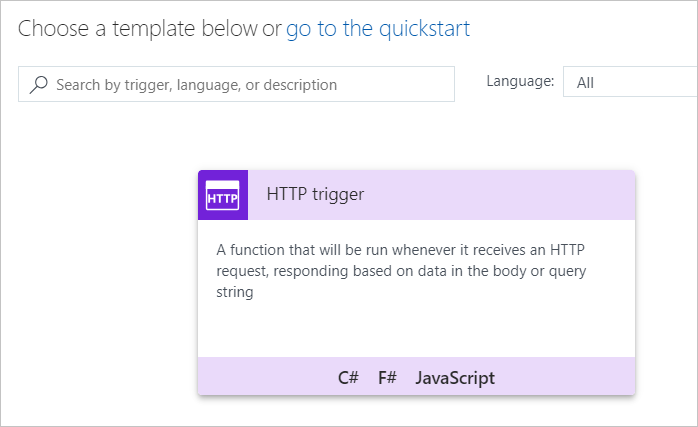 Choose a template below or go to the quickstart
Search by trigger, language, or description
Language:
All
HTTP
HTTP trigger
A function that will be run whenever it receives an HTTP
request, responding based on data in the body or query
string
C# F# JavaScript